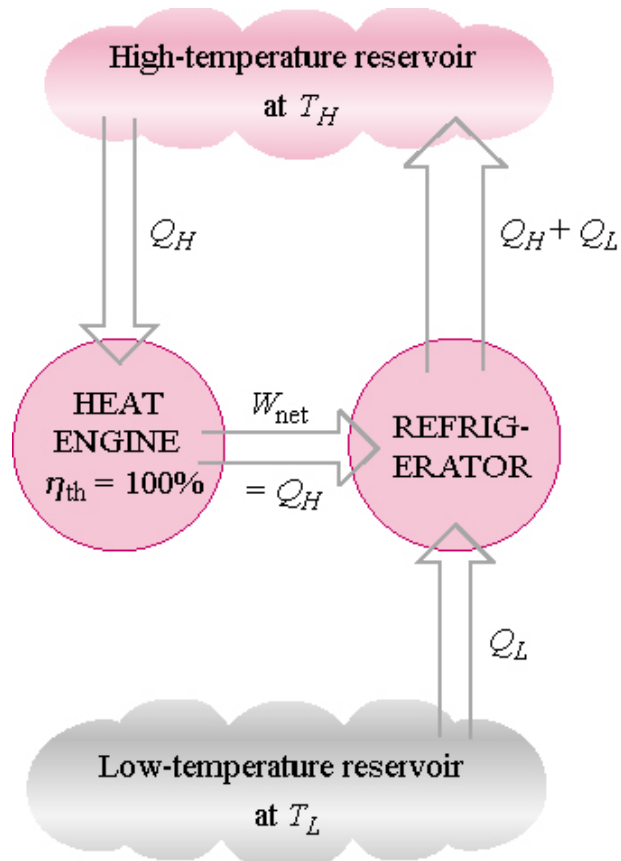 High-temperature reservoir
at T_H
Q_H
Q_H + Q_L
HEAT
ENGINE
η_th = 100%
W_net
= Q_H
REFRIG-
ERATOR
Q_L
Low-temperature reservoir
at T_L